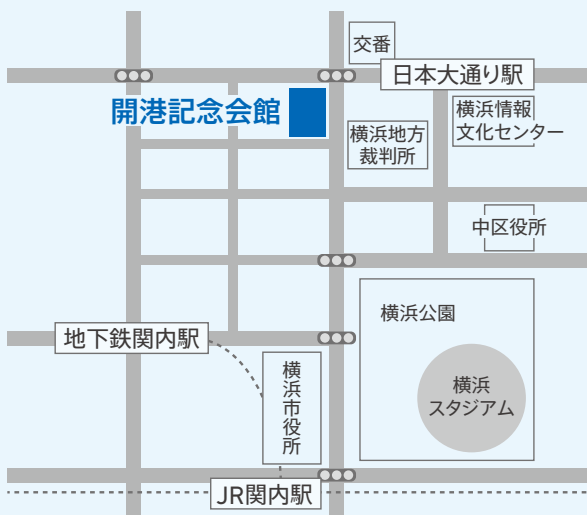 交番
日本大通り駅
開港記念会館
横浜情報
文化センター
横浜地方
裁判所
中区役所
横浜公園
地下鉄関内駅
横浜市役所
横浜
スタジアム
JR関内駅